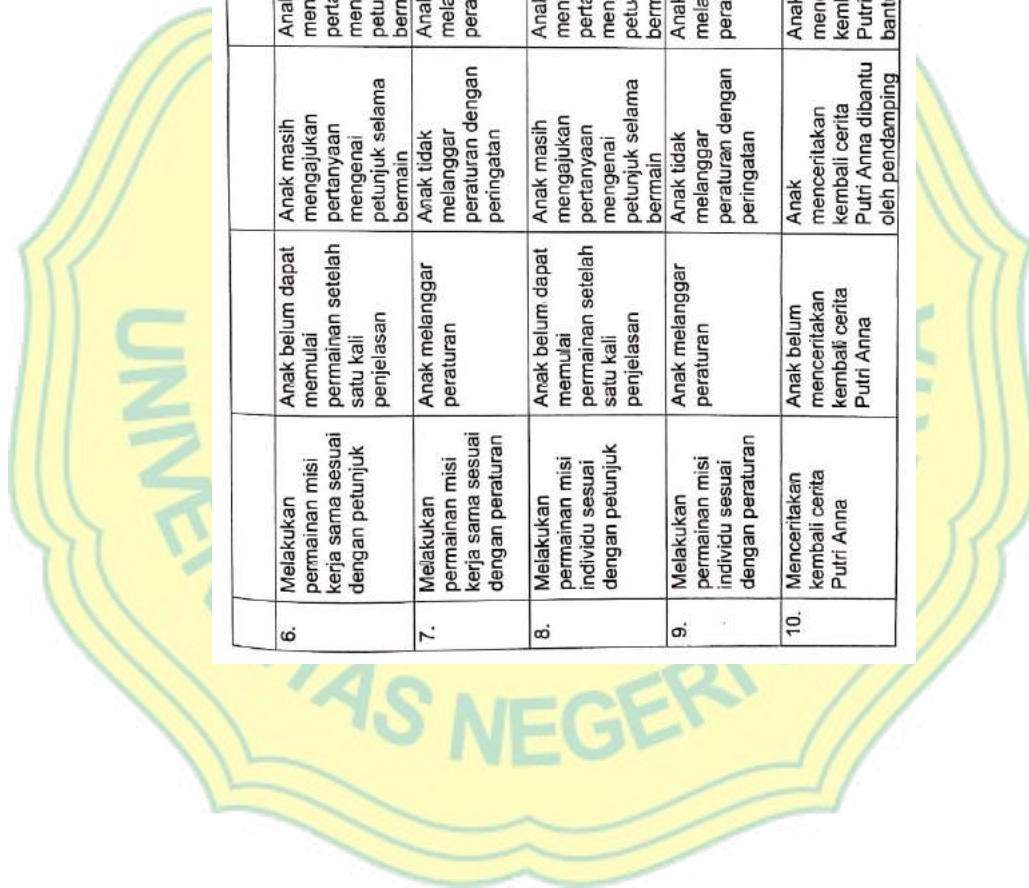 6.
Melakukan
permainan misi
kerja sama sesuai
dengan petunjuk
Anak belum dapat
memulai
permainan setelah
satu kali
penjelasan
Anak masih
mengajukan
pertanyaan
mengenai
petunjuk selama
bermain
7.
Melakukan
permainan misi
kerja sama sesuai
dengan peraturan
Anak melanggar
peraturan
Anak tidak
melanggar
peraturan dengan
peringatan
8.
Melakukan
permainan misi
individu sesuai
dengan petunjuk
Anak belum dapat
memulai
permainan setelah
satu kali
penjelasan
Anak masih
mengajukan
pertanyaan
mengenai
petunjuk selama
bermain
9.
Melakukan
permainan misi
individu sesuai
dengan peraturan
Anak melanggar
peraturan
Anak tidak
melanggar
peraturan dengan
peringatan
10.
Menceritakan
kembali cerita
Putri Anna
Anak belum
menceritakan
kembali cerita
Putri Anna
Anak
menceritakan
kembali cerita
Putri Anna dibantu
oleh pendamping
NEGERI